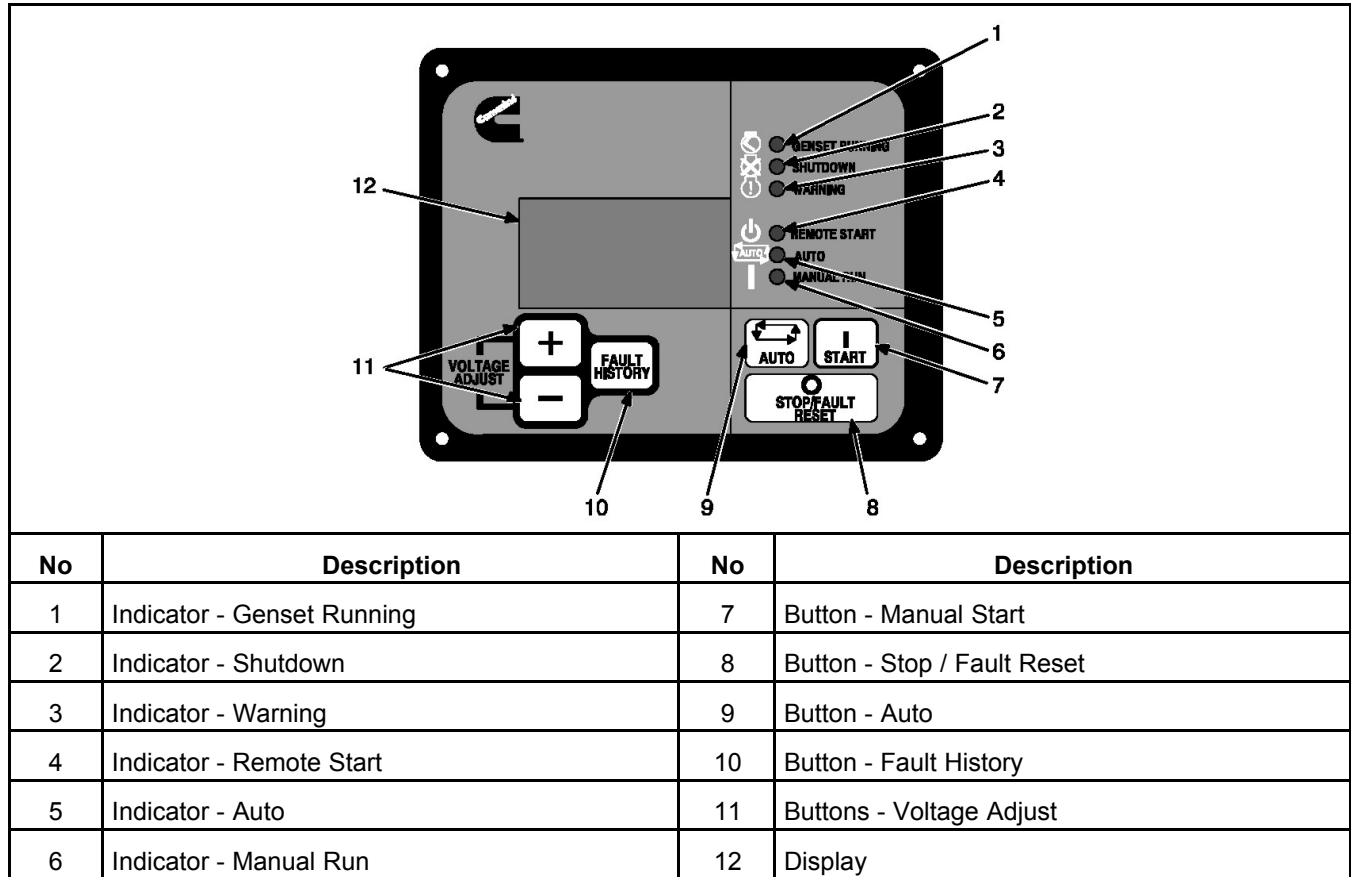 1
2
3
4
12
GENSET RUNNING
SHUTDOWN
WARNING
REMOTE START
AUTO
AUTO
MANUAL RUN
5
6
7
11
VOLTAGE
ADJUST
+
−
FAULT
HISTORY
AUTO
START
STOP/FAULT
RESET
10
9
8
No Description No Description
1 Indicator - Genset Running 7 Button - Manual Start
2 Indicator - Shutdown 8 Button - Stop / Fault Reset
3 Indicator - Warning 9 Button - Auto
4 Indicator - Remote Start 10 Button - Fault History
5 Indicator - Auto 11 Buttons - Voltage Adjust
6 Indicator - Manual Run 12 Display